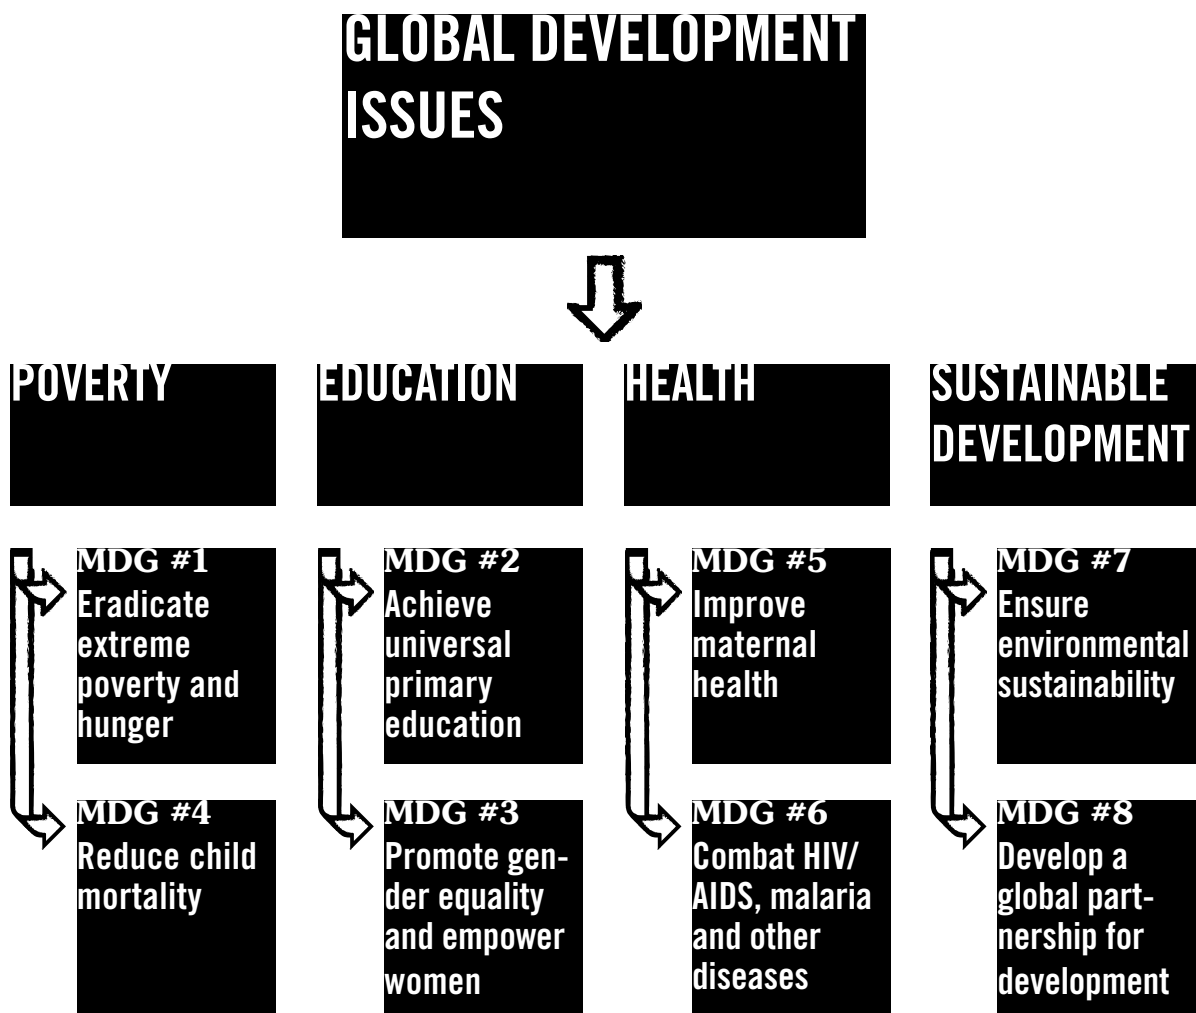 GLOBAL DEVELOPMENT
ISSUES
POVERTY
EDUCATION
HEALTH
SUSTAINABLE
DEVELOPMENT
MDG #1
Eradicate
extreme
poverty and
hunger
MDG #4
Reduce child
mortality
MDG #2
Achieve
universal
primary
education
MDG #3
Promote gen-
der equality
and empower
women
MDG #5
Improve
maternal
health
MDG #6
Combat HIV/
AIDS, malaria
and other
diseases
MDG #7
Ensure
environmental
sustainability
MDG #8
Develop a
global part-
nership for
development